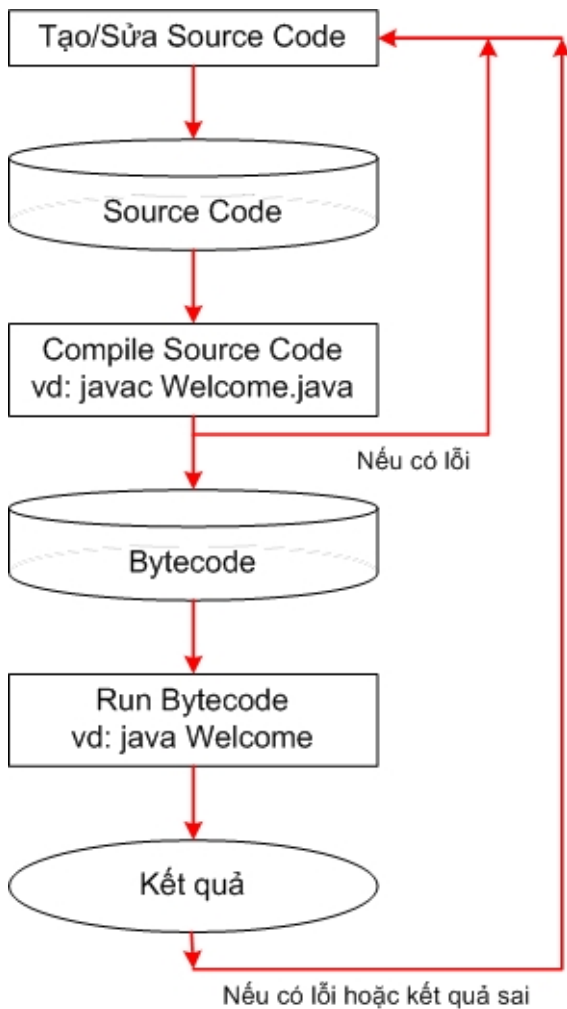 Tạo/Sửa Source Code
Source Code
Compile Source Code
vd: javac Welcome.java
Nếu có lỗi
Bytecode
Run Bytecode
vd: java Welcome
Kết quả
Nếu có lỗi hoặc kết quả sai